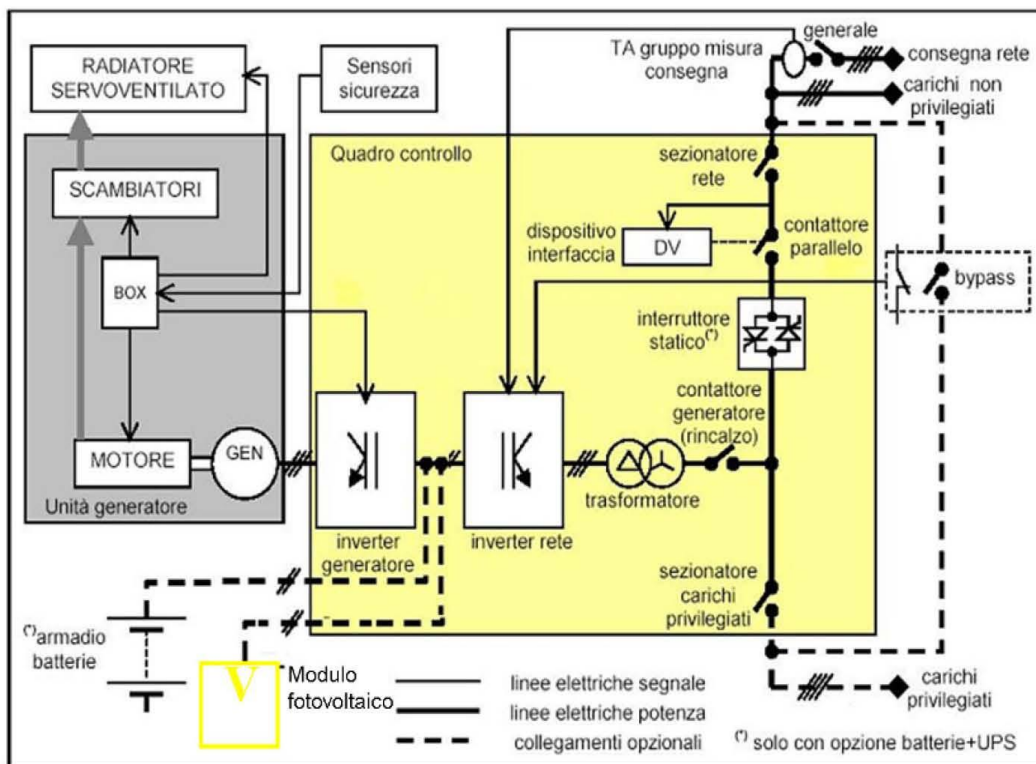 RADIATORE
SERVOVENTILATO
Sensori
sicurezza
TA gruppo misura
consegna
generale
consegna rete
carichi non
privilegiati
Quadro controllo
sezionatore
rete
SCAMBIATORI
dispositivo
interfaccia
DV
contattore
parallelo
BOX
bypass
interruttore
statico(*)
contattore
generatore
(rincalzo)
MOTORE
GEN
Unità generatore
trasformatore
inverter
generatore
inverter rete
sezionatore
carichi
privilegiati
(*)armadio
batterie
V
Modulo
fotovoltaico
linee elettriche segnale
linee elettriche potenza
collegamenti opzionali
carichi
privilegiati
(*) solo con opzione batterie+UPS